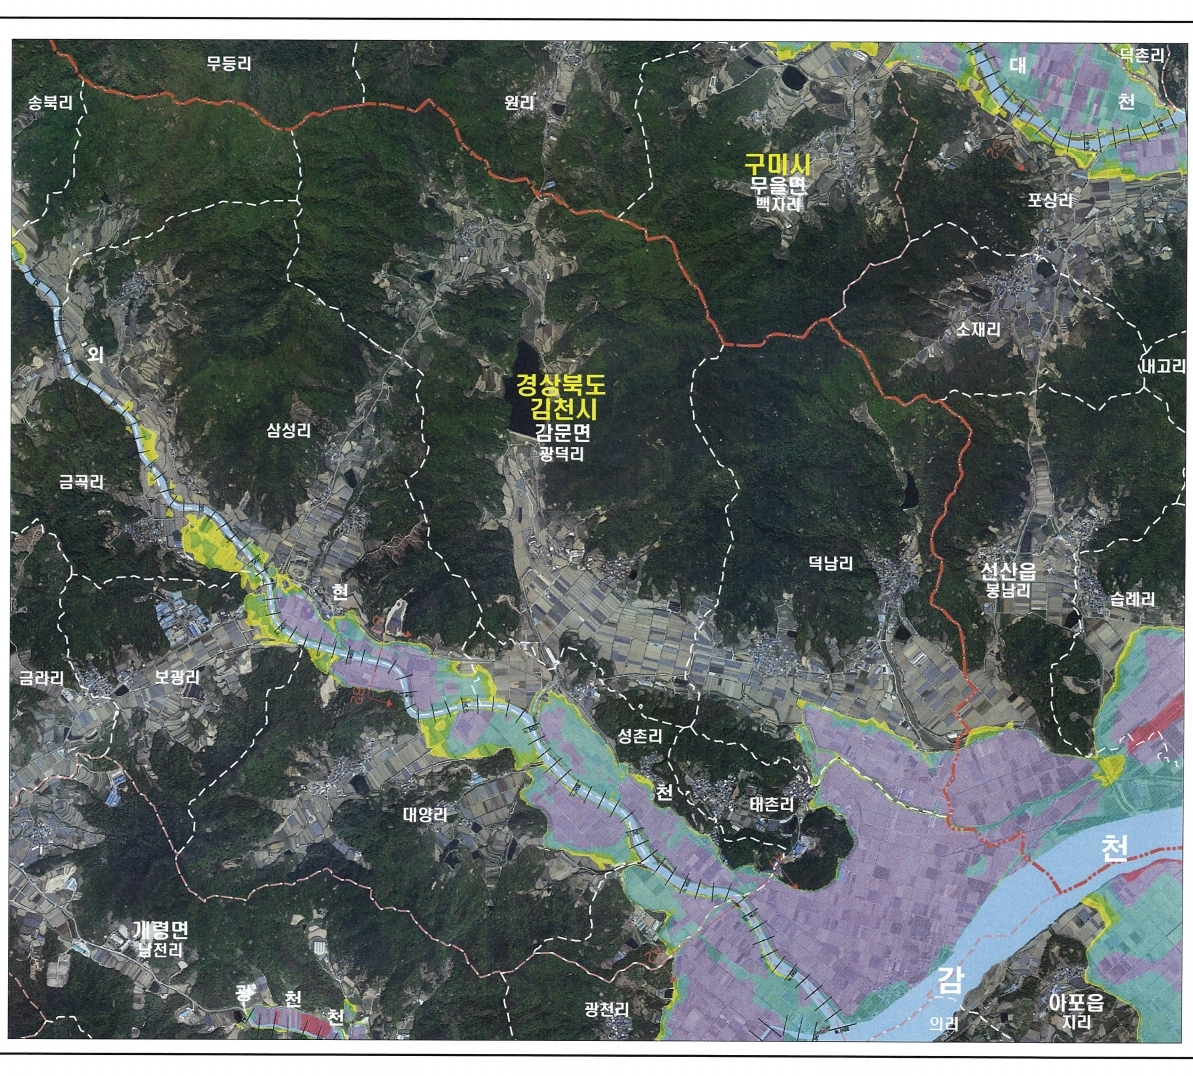 무등리
대
덕촌리
송북리
원리
천
구미시
무을면
백자리
포상리
소재리
외
내고리
경상북도
김천시
감문면
광덕리
삼성리
금곡리
덕남리
선산읍
봉남리
현
습례리
금라리
보광리
성촌리
천
태촌리
대양리
천
개령면
남전리
감
광
천
천
광천리
아포읍
지리
의리